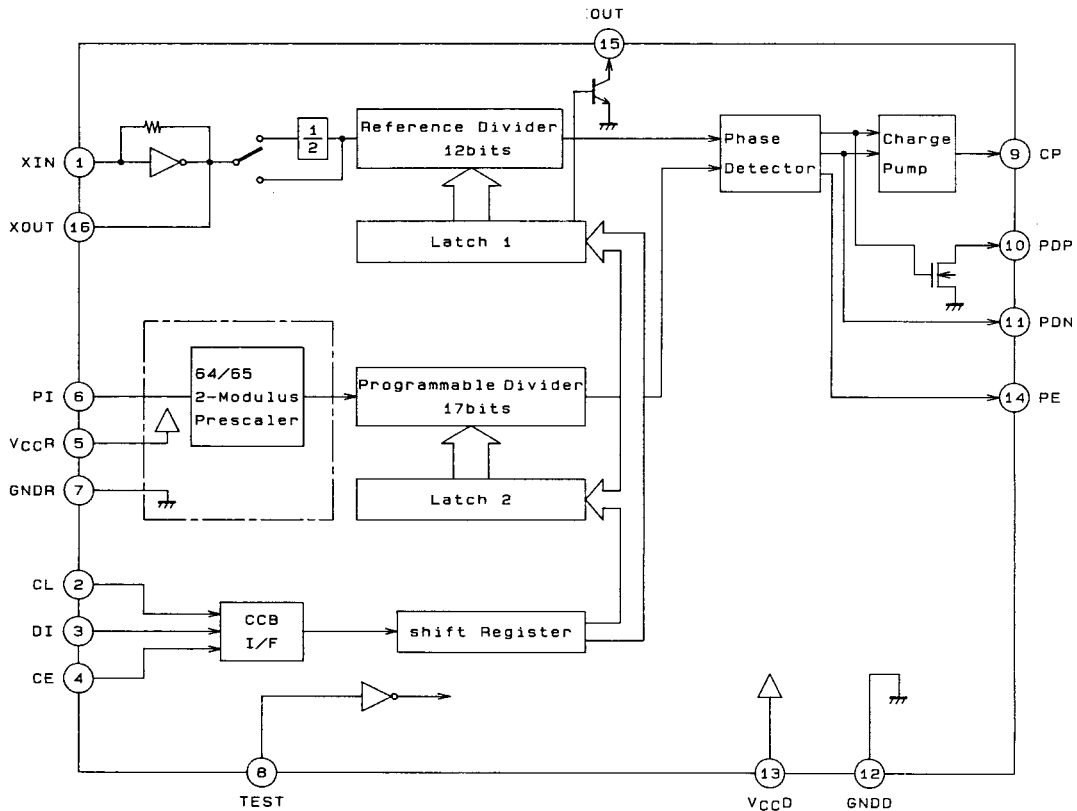 OUT
15
XIN
1
1
2
Reference Divider
12bits
Phase
Detector
Charge
Pump
9
CP
XOUT
16
Latch 1
10
PDP
11
PDN
PI
6
64/65
2-Modulus
Prescaler
Programmable Divider
17bits
14
PE
VCCR
5
GNDR
7
Latch 2
CL
2
DI
3
CCB
I/F
shift Register
CE
4
8
TEST
13
VCCD
12
GNDD